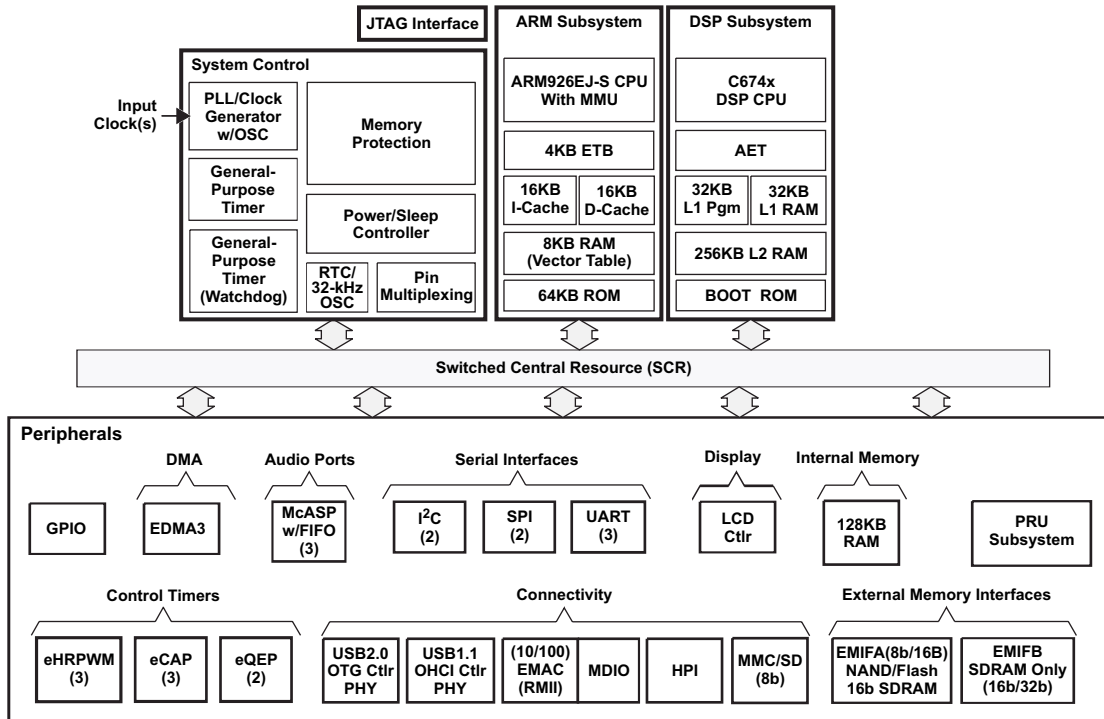 JTAG Interface
ARM Subsystem
DSP Subsystem
System Control
Input
Clock(s)
PLL/Clock
Generator
w/OSC
General-
Purpose
Timer
General-
Purpose
Timer
(Watchdog)
Memory
Protection
Power/Sleep
Controller
RTC/
32-kHz
OSC
Pin
Multiplexing
ARM926EJ-S CPU
With MMU
4KB ETB
16KB
I-Cache
16KB
D-Cache
8KB RAM
(Vector Table)
64KB ROM
C674x
DSP CPU
AET
32KB
L1 Pgm
32KB
L1 RAM
256KB L2 RAM
BOOT ROM
Switched Central Resource (SCR)
Peripherals
DMA
Audio Ports
Serial Interfaces
Display
Internal Memory
GPIO
EDMA3
McASP
w/FIFO
(3)
I²C
(2)
SPI
(2)
UART
(3)
LCD
Ctlr
128KB
RAM
PRU
Subsystem
Control Timers
Connectivity
External Memory Interfaces
eHRPWM
(3)
eCAP
(3)
eQEP
(2)
USB2.0
OTG Ctlr
PHY
USB1.1
OHCI Ctlr
PHY
(10/100)
EMAC
(RMII)
MDIO
HPI
MMC/SD
(8b)
EMIFA(8b/16B)
NAND/Flash
16b SDRAM
EMIFB
SDRAM Only
(16b/32b)